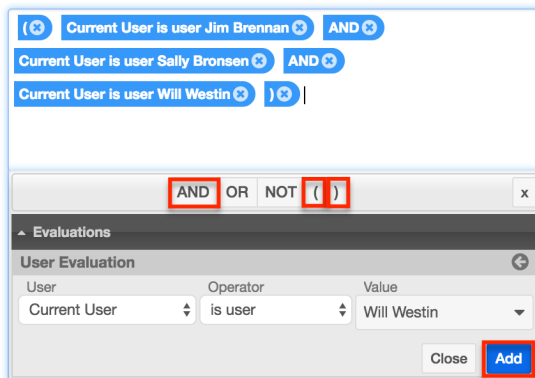 ( Current User is user Jim Brennan AND
Current User is user Sally Bronsen AND
Current User is user Will Westin )
AND OR NOT ( ) x
Evaluations
User Evaluation
User Operator Value
Current User is user Will Westin
Close Add